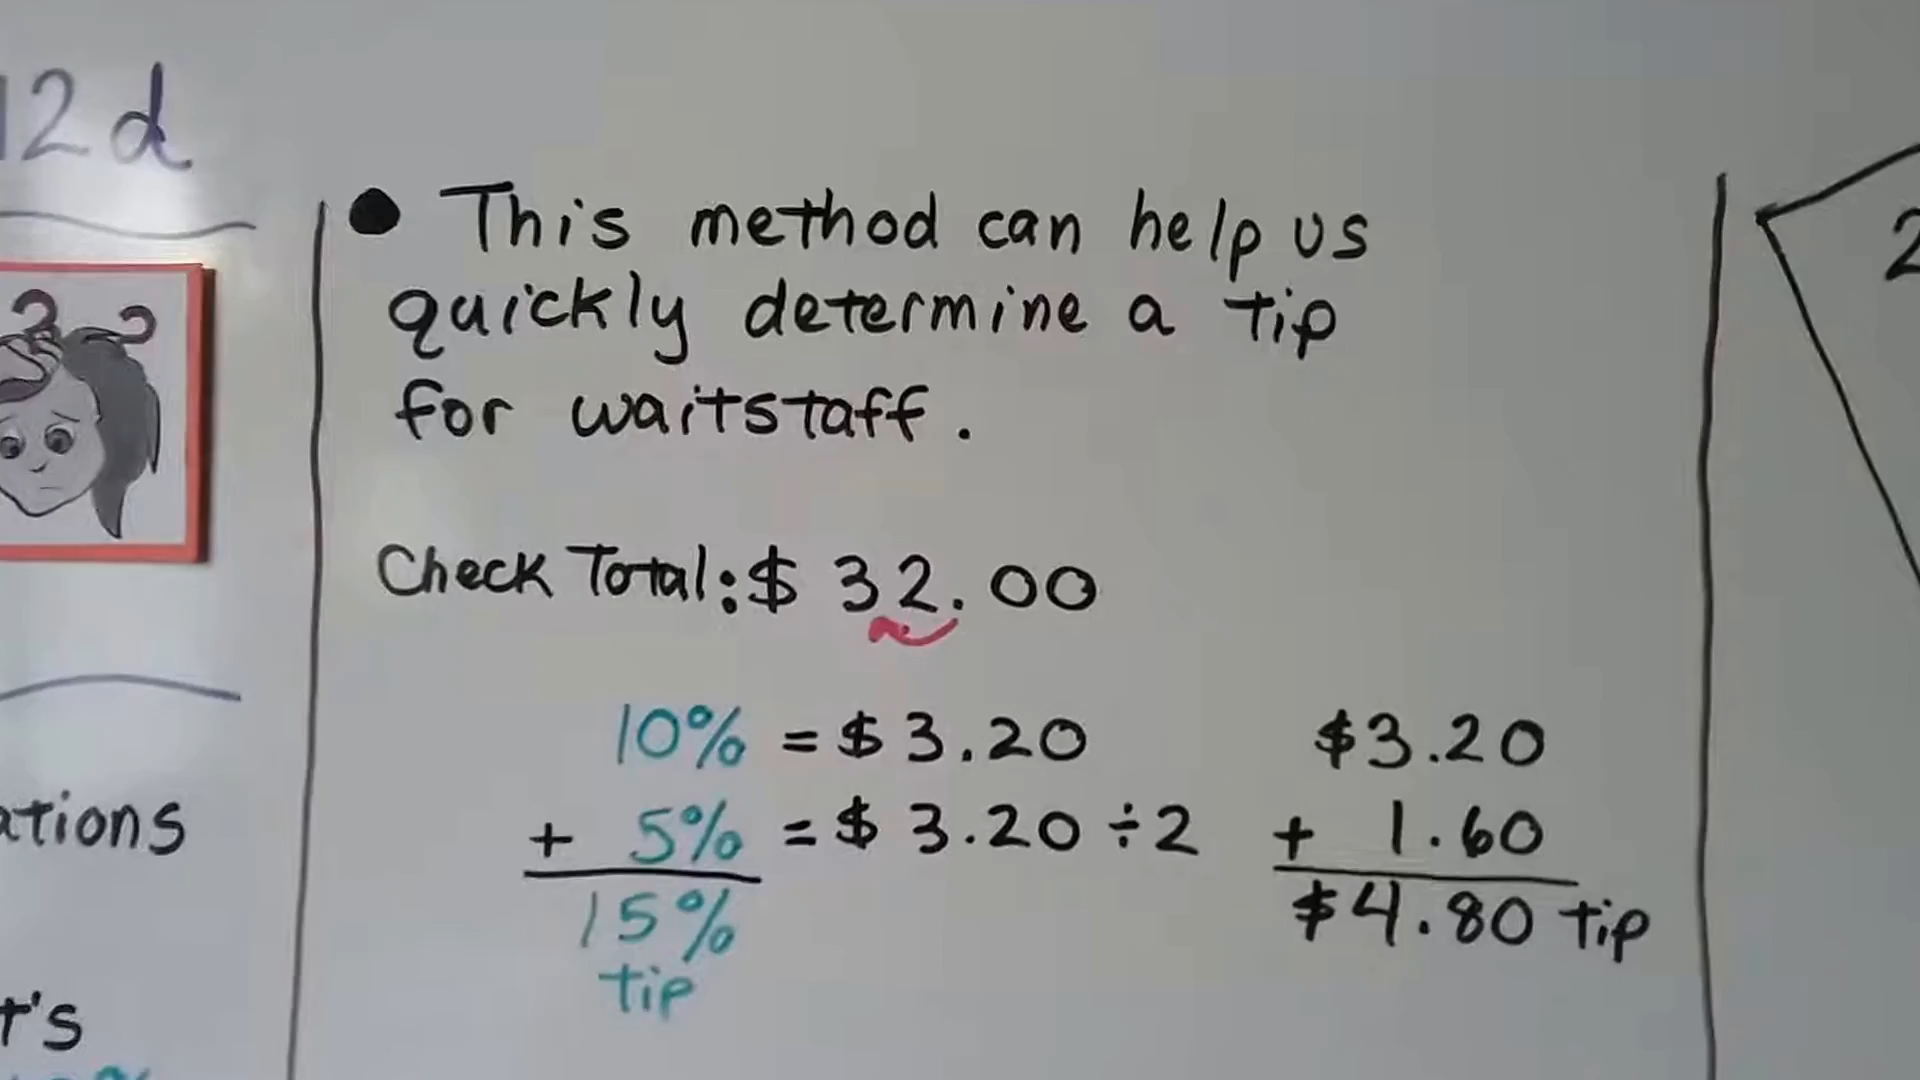 12d
● This method can help us
quickly determine a tip
for waitstaff.
Check Total: $ 32.00
10% = $ 3.20
+ 5% = $ 3.20 ÷ 2
15%
tip
$3.20
+ 1.60
$4.80 tip
ations
t's
2